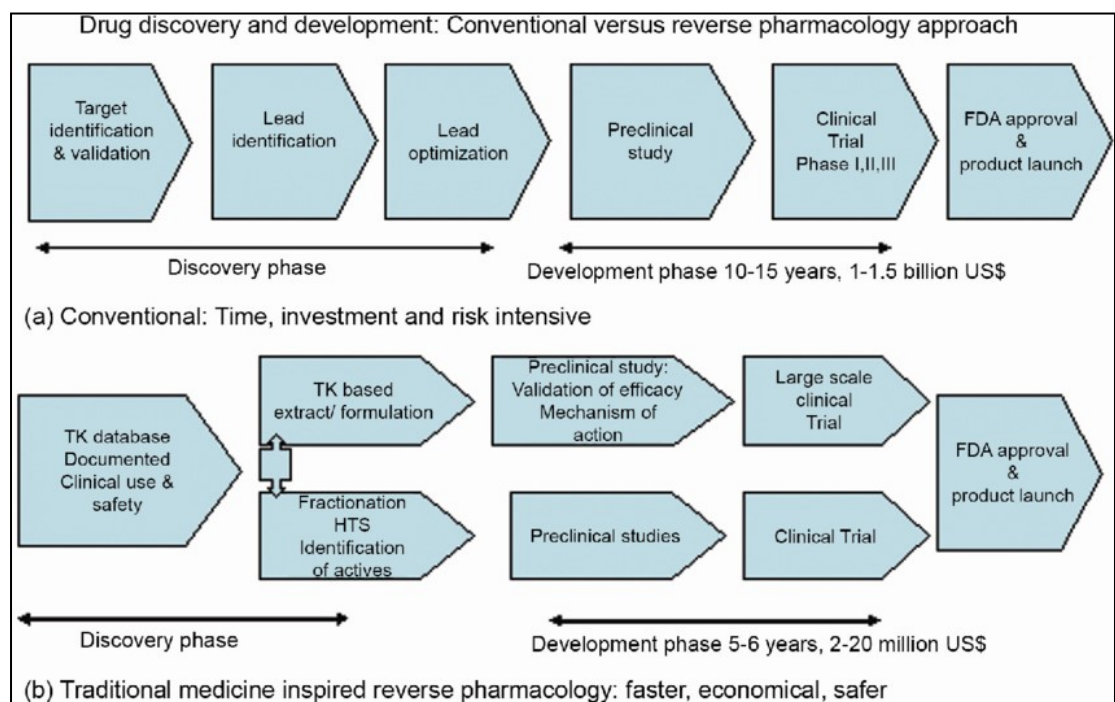 Drug discovery and development: Conventional versus reverse pharmacology approach
Target
identification
& validation
Lead
identification
Lead
optimization
Preclinical
study
Clinical
Trial
Phase I,II,III
FDA approval
&
product launch
Discovery phase
Development phase 10-15 years, 1-1.5 billion US$
(a) Conventional: Time, investment and risk intensive
TK database
Documented
Clinical use &
safety
TK based
extract/ formulation
Preclinical study:
Validation of efficacy
Mechanism of
action
Large scale
clinical
Trial
Fractionation
HTS
Identification
of actives
Preclinical studies
Clinical Trial
FDA approval
&
product launch
Discovery phase
Development phase 5-6 years, 2-20 million US$
(b) Traditional medicine inspired reverse pharmacology: faster, economical, safer